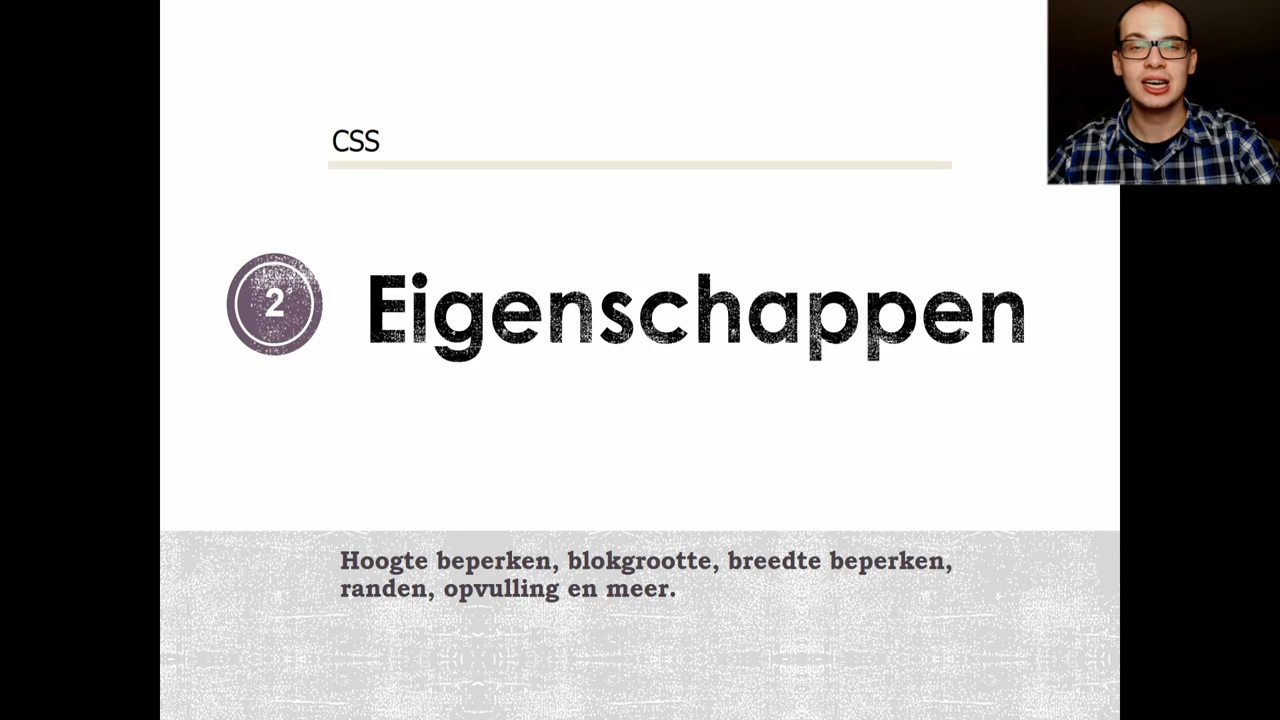 CSS
2
Eigenschappen
Hoogte beperken, blokgrootte, breedte beperken,
randen, opvulling en meer.